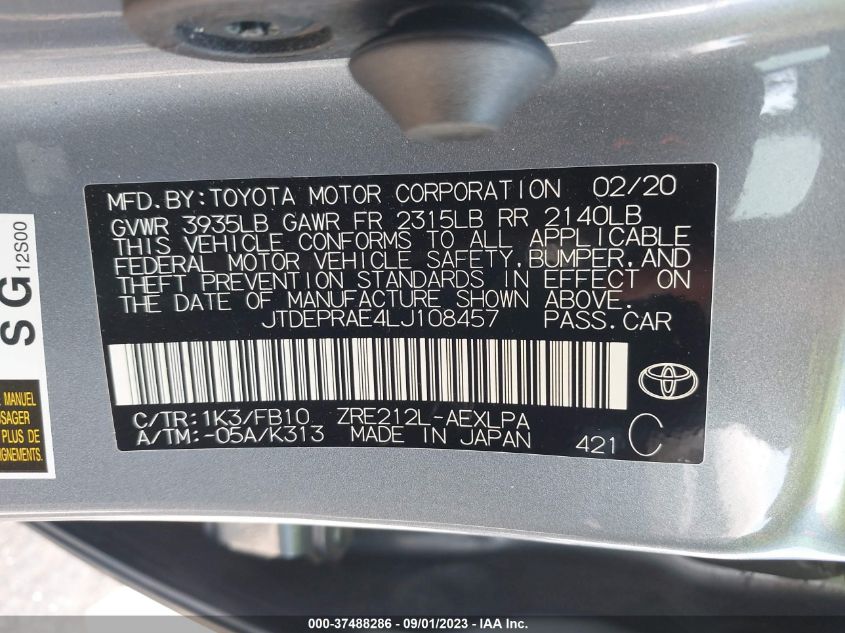 MFD.BY:TOYOTA MOTOR CORPORATION 02/20
GVWR 3935LB GAWR FR 2315LB RR 2140LB
THIS VEHICLE CONFORMS TO ALL APPLICABLE
FEDERAL MOTOR VEHICLE SAFETY,BUMPER,AND
THEFT PREVENTION STANDARDS IN EFFECT ON
THE DATE OF MANUFACTURE SHOWN ABOVE.
JTDEPRAE4LJ108457 PASS.CAR
C/TR:1K3/FB10 ZRE212L-AEXLPA
A/TM:-05A/K313 MADE IN JAPAN 421 C
SG 12S00
MANUEL
PLUS DE
000-37488286 - 09/01/2023 - IAA Inc.